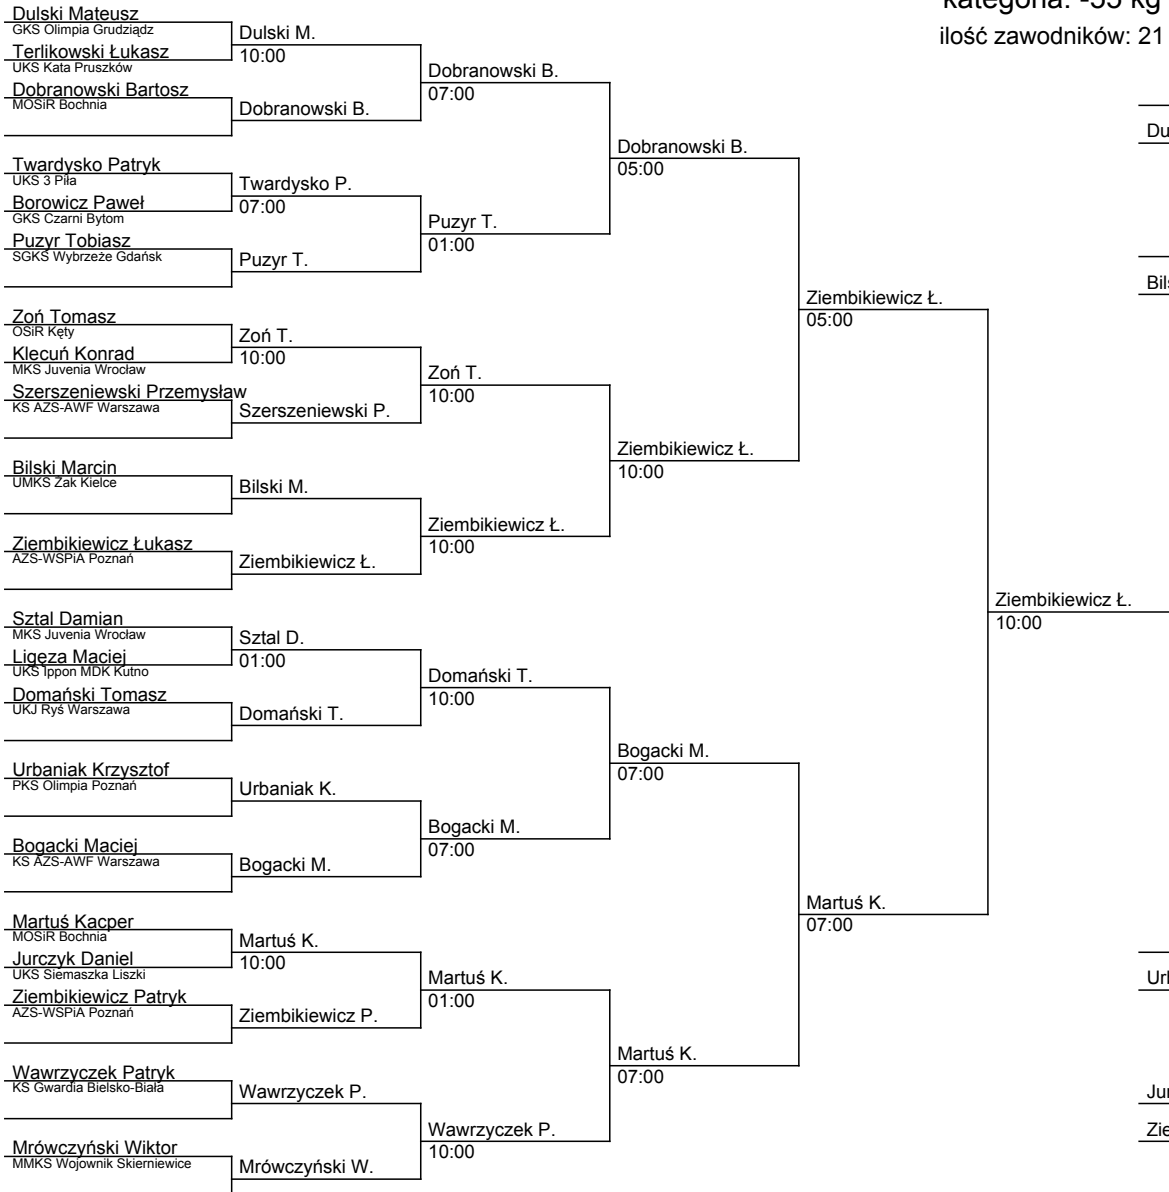 kategoria: -55 kg
ilość zawodników: 21
Dulski Mateusz
GKS Olimpia Grudziądz
Terlikowski Łukasz
UKS Kata Pruszków
Dobranowski Bartosz
MOSiR Bochnia
Twardysko Patryk
UKS 3 Piła
Borowicz Paweł
GKS Czarni Bytom
Puzyr Tobiasz
SGKS Wybrzeże Gdańsk
Zoń Tomasz
OSiR Kęty
Klecuń Konrad
MKS Juvenia Wrocław
Szerszeniewski Przemysław
KS AZS-AWF Warszawa
Bilski Marcin
UMKS Żak Kielce
Ziembikiewicz Łukasz
AZS-WSPiA Poznań
Sztal Damian
MKS Juvenia Wrocław
Ligęza Maciej
UKS Ippon MDK Kutno
Domański Tomasz
UKJ Ryś Warszawa
Urbaniak Krzysztof
PKS Olimpia Poznań
Bogacki Maciej
KS AZS-AWF Warszawa
Martuś Kacper
MOSiR Bochnia
Jurczyk Daniel
UKS Siemaszka Liszki
Ziembikiewicz Patryk
AZS-WSPiA Poznań
Wawrzyczek Patryk
KS Gwardia Bielsko-Biała
Mrówczyński Wiktor
MMKS Wojownik Skierniewice
Dulski M.
10:00
Dobranowski B.
Twardysko P.
07:00
Puzyr T.
Zoń T.
10:00
Szerszeniewski P.
Bilski M.
Ziembikiewicz Ł.
Sztal D.
01:00
Domański T.
Urbaniak K.
Bogacki M.
Martuś K.
10:00
Ziembikiewicz P.
Wawrzyczek P.
Mrówczyński W.
Dobranowski B.
07:00
Puzyr T.
01:00
Zoń T.
10:00
Ziembikiewicz Ł.
10:00
Domański T.
10:00
Bogacki M.
07:00
Martuś K.
01:00
Wawrzyczek P.
10:00
Dobranowski B.
05:00
Ziembikiewicz Ł.
10:00
Bogacki M.
07:00
Martuś K.
07:00
Ziembikiewicz Ł.
05:00
Martuś K.
07:00
Ziembikiewicz Ł.
10:00
Du
Bils
Url
Jur
Zie